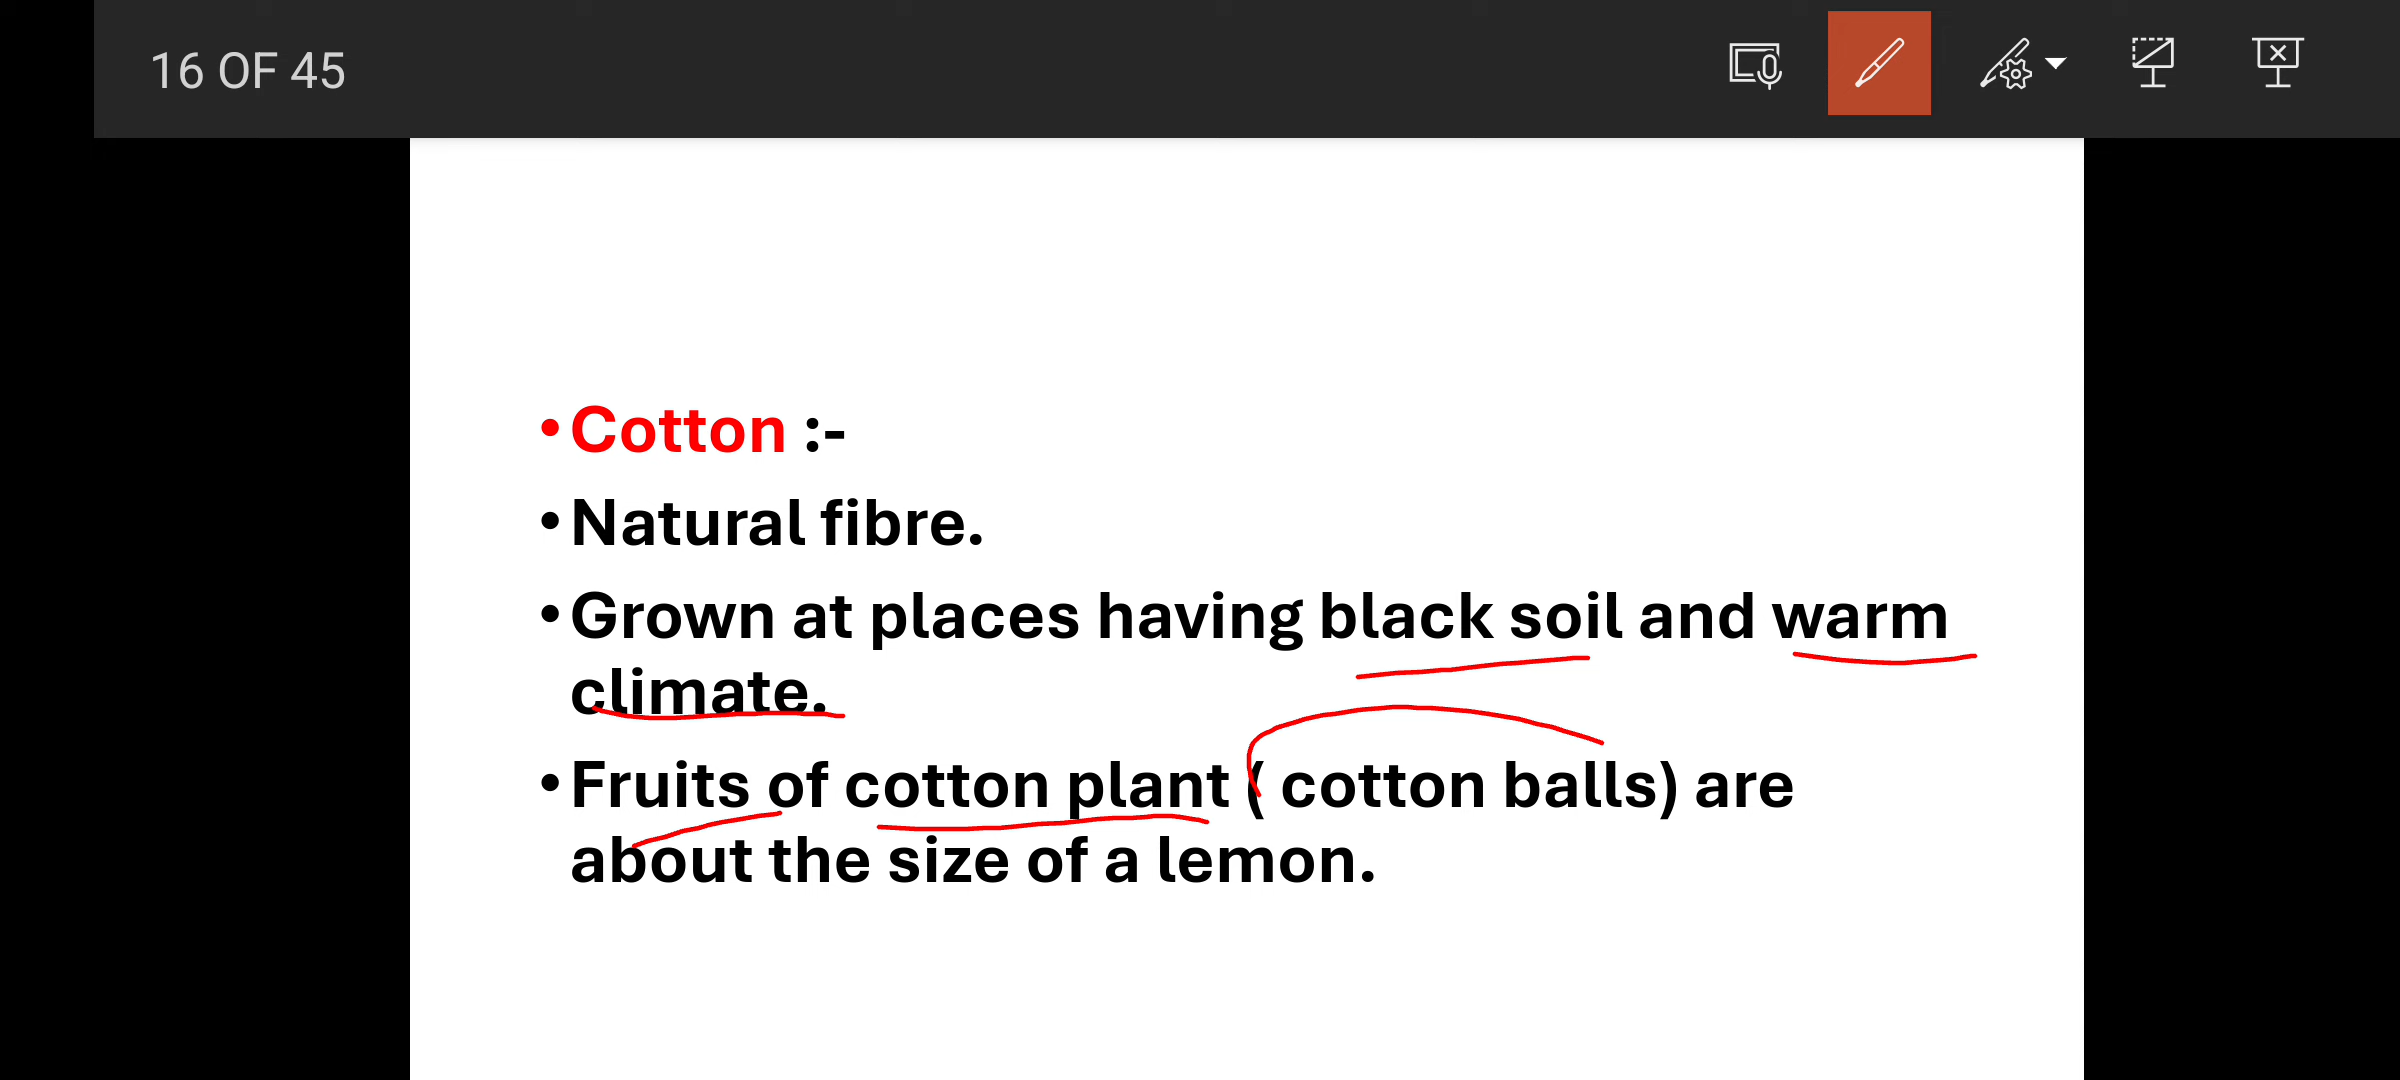 16 OF 45
• Cotton :-
• Natural fibre.
• Grown at places having black soil and warm
climate.
• Fruits of cotton plant ( cotton balls) are
about the size of a lemon.